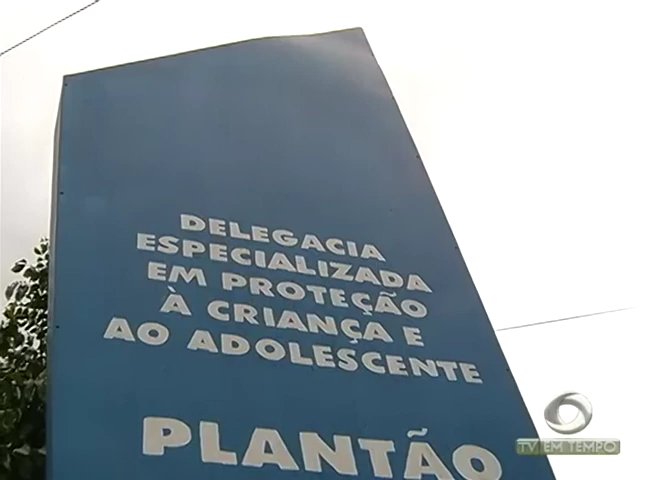 DELEGACIA
ESPECIALIZADA
EM PROTEÇÃO
À CRIANÇA E
AO ADOLESCENTE
PLANTÃO
TV EM TEMPO